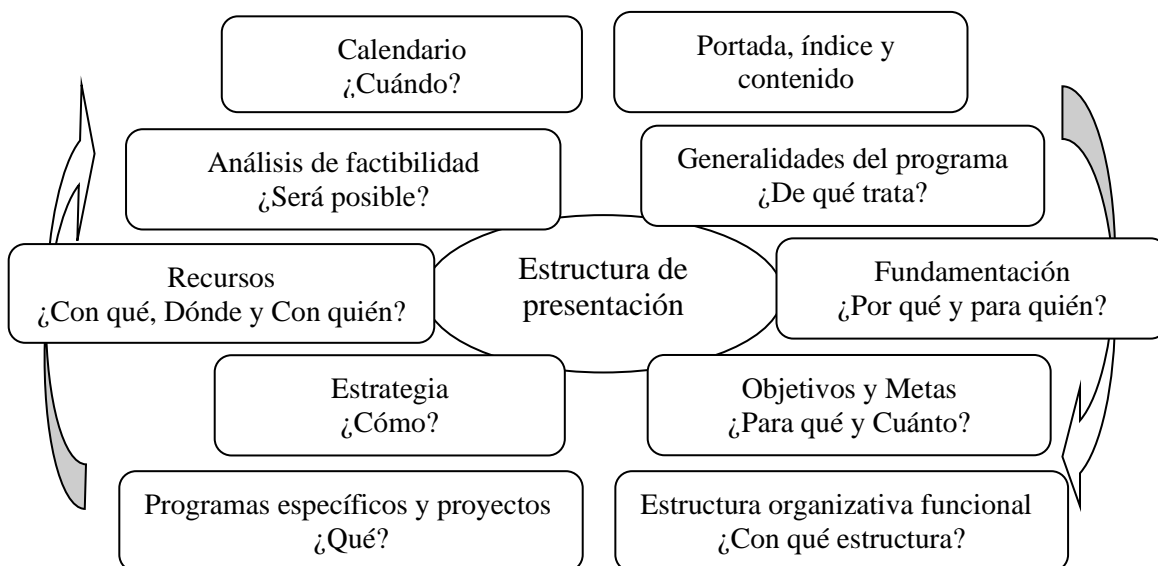 Calendario
¿Cuándo?
Portada, índice y
contenido
Análisis de factibilidad
¿Será posible?
Generalidades del programa
¿De qué trata?
Recursos
¿Con qué, Dónde y Con quién?
Estructura de
presentación
Fundamentación
¿Por qué y para quién?
Estrategia
¿Cómo?
Objetivos y Metas
¿Para qué y Cuánto?
Programas específicos y proyectos
¿Qué?
Estructura organizativa funcional
¿Con qué estructura?